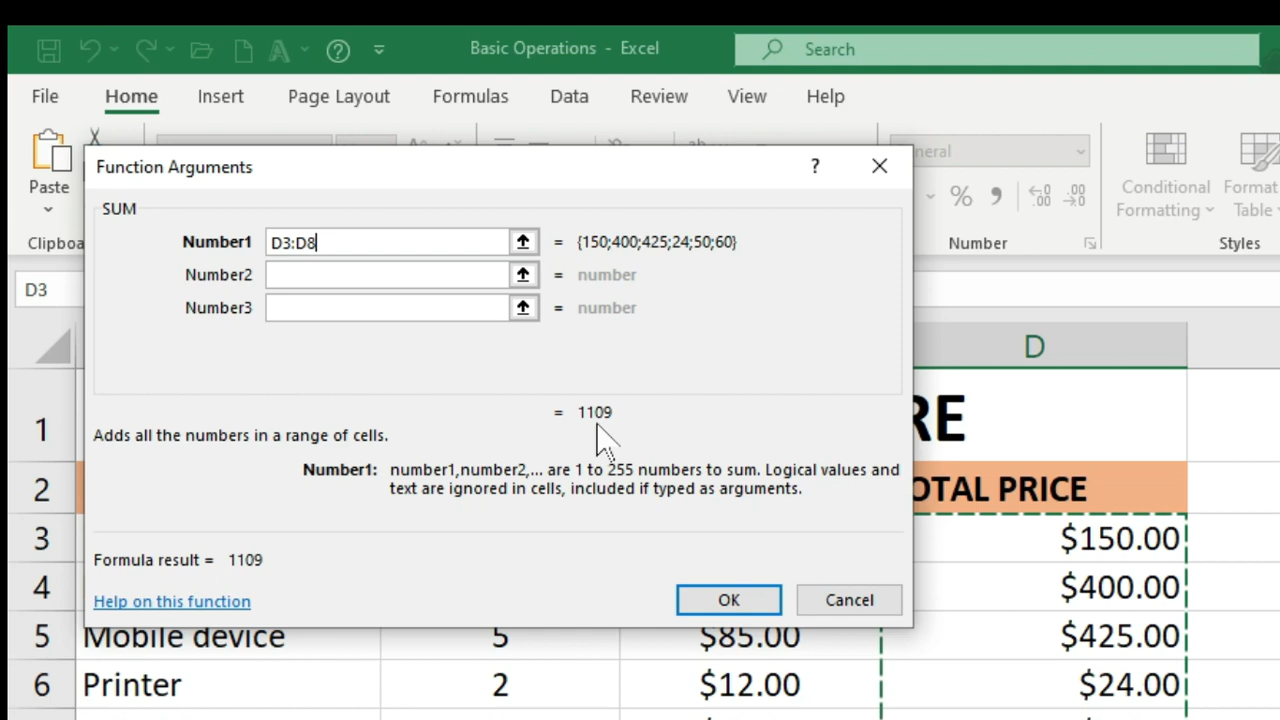 Basic Operations - Excel
Search
File Home Insert Page Layout Formulas Data Review View Help
Paste
Conditional
Formatting
Format
Table
Number
Styles
Function Arguments ? ×
SUM
Number1 D3:D8 = {150;400;425;24;50;60}
Number2 = number
Number3 = number
= 1109
Adds all the numbers in a range of cells.
Number1: number1,number2,... are 1 to 255 numbers to sum. Logical values and
text are ignored in cells, included if typed as arguments.
Formula result = 1109
Help on this function
OK Cancel
D3
D
1
2 TOTAL PRICE
3 $150.00
4 $400.00
5 Mobile device 5 $85.00 $425.00
6 Printer 2 $12.00 $24.00